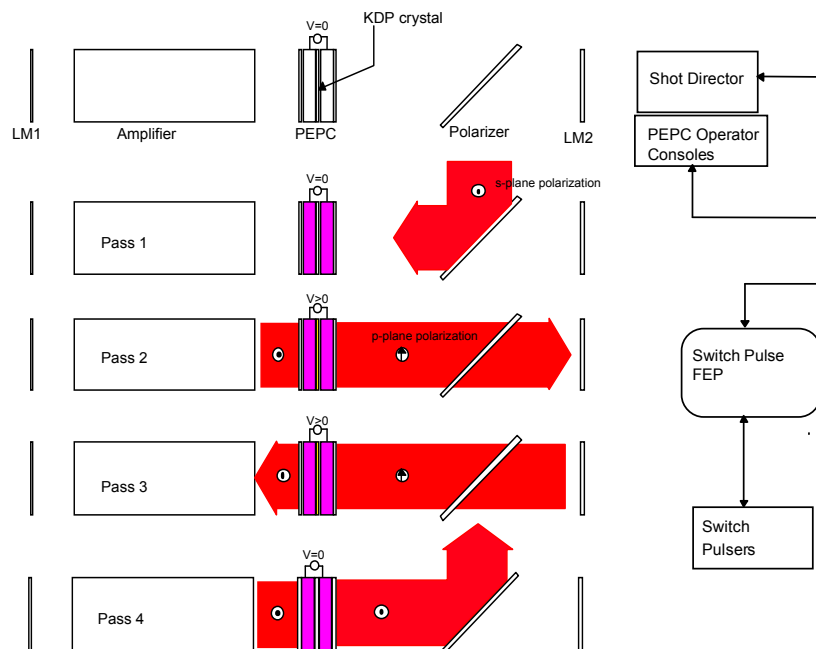 KDP crystal
V=0
LM1
Amplifier
PEPC
Polarizer
LM2
V=0
s-plane polarization
Pass 1
V>0
p-plane polarization
Pass 2
V>0
Pass 3
V=0
Pass 4
Shot Director
PEPC Operator
Consoles
Switch Pulse
FEP
Switch
Pulsers